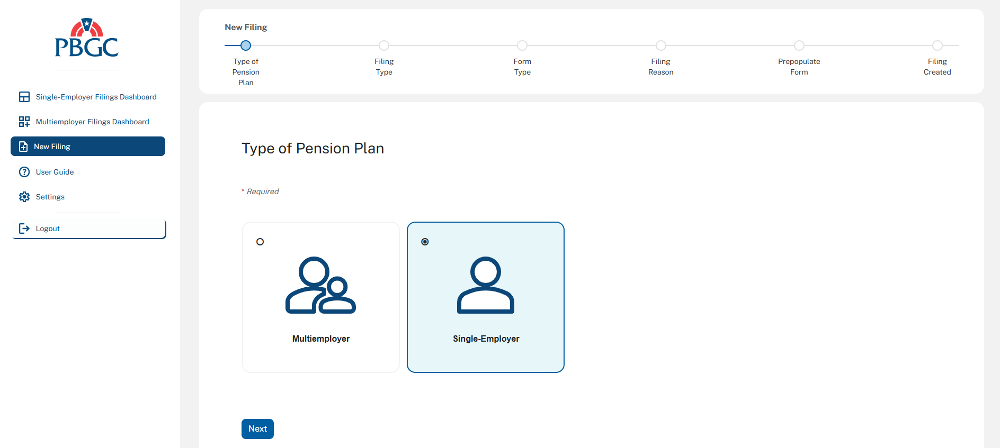 PBGC
Single-Employer Filings Dashboard
Multiemployer Filings Dashboard
New Filing
User Guide
Settings
Logout
New Filing
Type of
Pension
Plan
Filing
Type
Form
Type
Filing
Reason
Prepopulate
Form
Filing
Created
Type of Pension Plan
* Required
Multiemployer
Single-Employer
Next